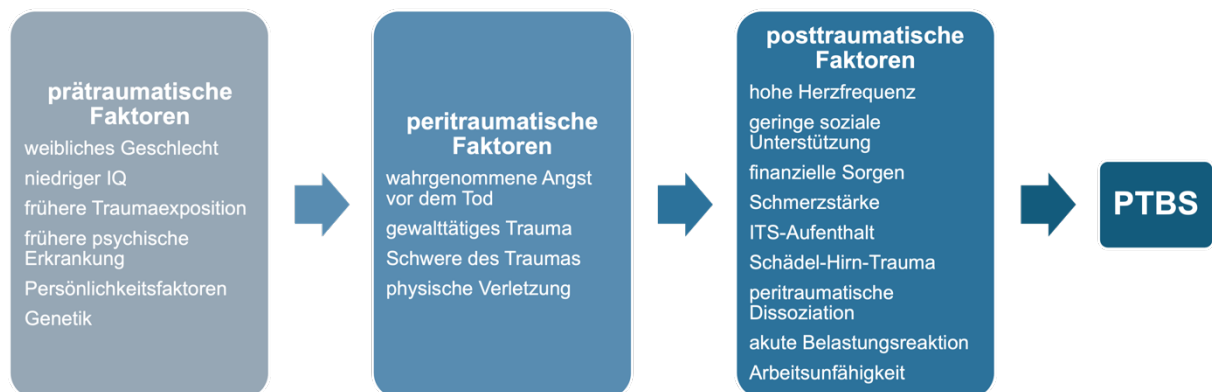 prätraumatische
Faktoren
weibliches Geschlecht
niedriger IQ
frühere Traumaexposition
frühere psychische
Erkrankung
Persönlichkeitsfaktoren
Genetik
peritraumatische
Faktoren
wahrgenommene Angst
vor dem Tod
gewalttätiges Trauma
Schwere des Traumas
physische Verletzung
posttraumatische
Faktoren
hohe Herzfrequenz
geringe soziale
Unterstützung
finanzielle Sorgen
Schmerzstärke
ITS-Aufenthalt
Schädel-Hirn-Trauma
peritraumatische
Dissoziation
akute Belastungsreaktion
Arbeitsunfähigkeit
PTBS